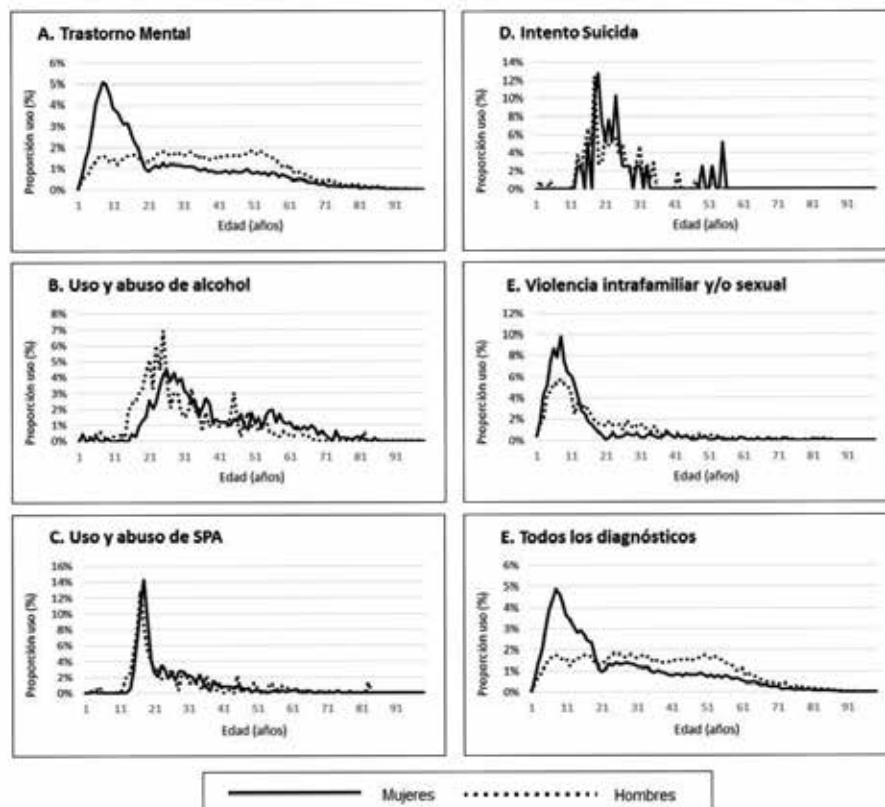 A. Trastorno Mental
Proporción uso (%)
6%
5%
4%
3%
2%
1%
0%
1 11 21 31 41 51 61 71 81 91
Edad (años)
B. Uso y abuso de alcohol
Proporción uso (%)
8%
7%
6%
5%
4%
3%
2%
1%
0%
1 11 21 31 41 51 61 71 81 91
Edad (años)
C. Uso y abuso de SPA
Proporción uso (%)
16%
14%
12%
10%
8%
6%
4%
2%
0%
1 11 21 31 41 51 61 71 81 91
Edad (años)
D. Intento Suicida
Proporción uso (%)
14%
12%
10%
8%
6%
4%
2%
0%
1 11 21 31 41 51 61 71 81 91
Edad (años)
E. Violencia intrafamiliar y/o sexual
Proporción uso (%)
12%
10%
8%
6%
4%
2%
0%
1 11 21 31 41 51 61 71 81 91
Edad (años)
E. Todos los diagnósticos
Proporción uso (%)
6%
5%
4%
3%
2%
1%
0%
1 11 21 31 41 51 61 71 81 91
Edad (años)
Mujeres Hombres